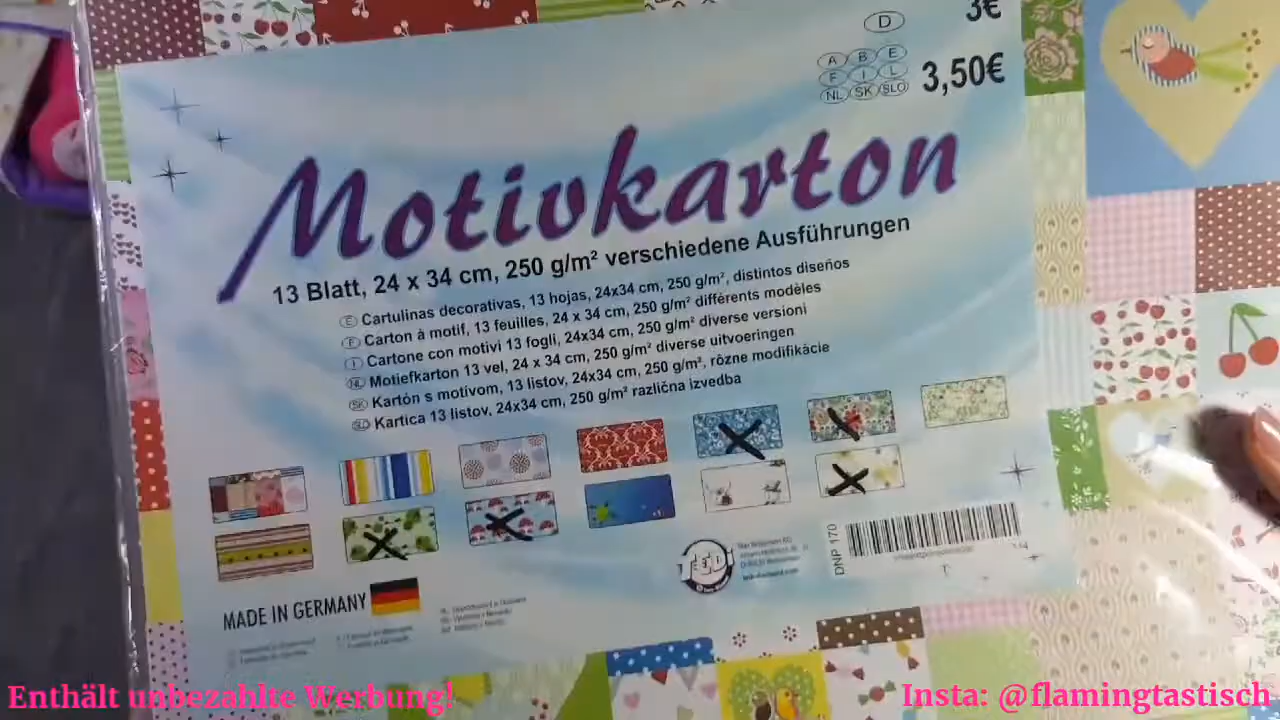 D
3€
A B E
F I L
NL SK SLO
3,50€
Motivkarton
13 Blatt, 24 x 34 cm, 250 g/m² verschiedene Ausführungen
E Cartulinas decorativas, 13 hojas, 24x34 cm, 250 g/m², distintos diseños
F Carton à motif, 13 feuilles, 24 x 34 cm, 250 g/m² différents modèles
I Cartone con motivi 13 fogli, 24x34 cm, 250 g/m² diverse versioni
NL Motiefkarton 13 vel, 24 x 34 cm, 250 g/m² diverse uitvoeringen
SK Kartón s motívom, 13 listov, 24x34 cm, 250 g/m², rôzne modifikácie
SLO Kartica 13 listov, 24x34 cm, 250 g/m² različna izvedba
DNP 170
MADE IN GERMANY
Enthält unbezahlte Werbung!
Insta: @flamingtastisch